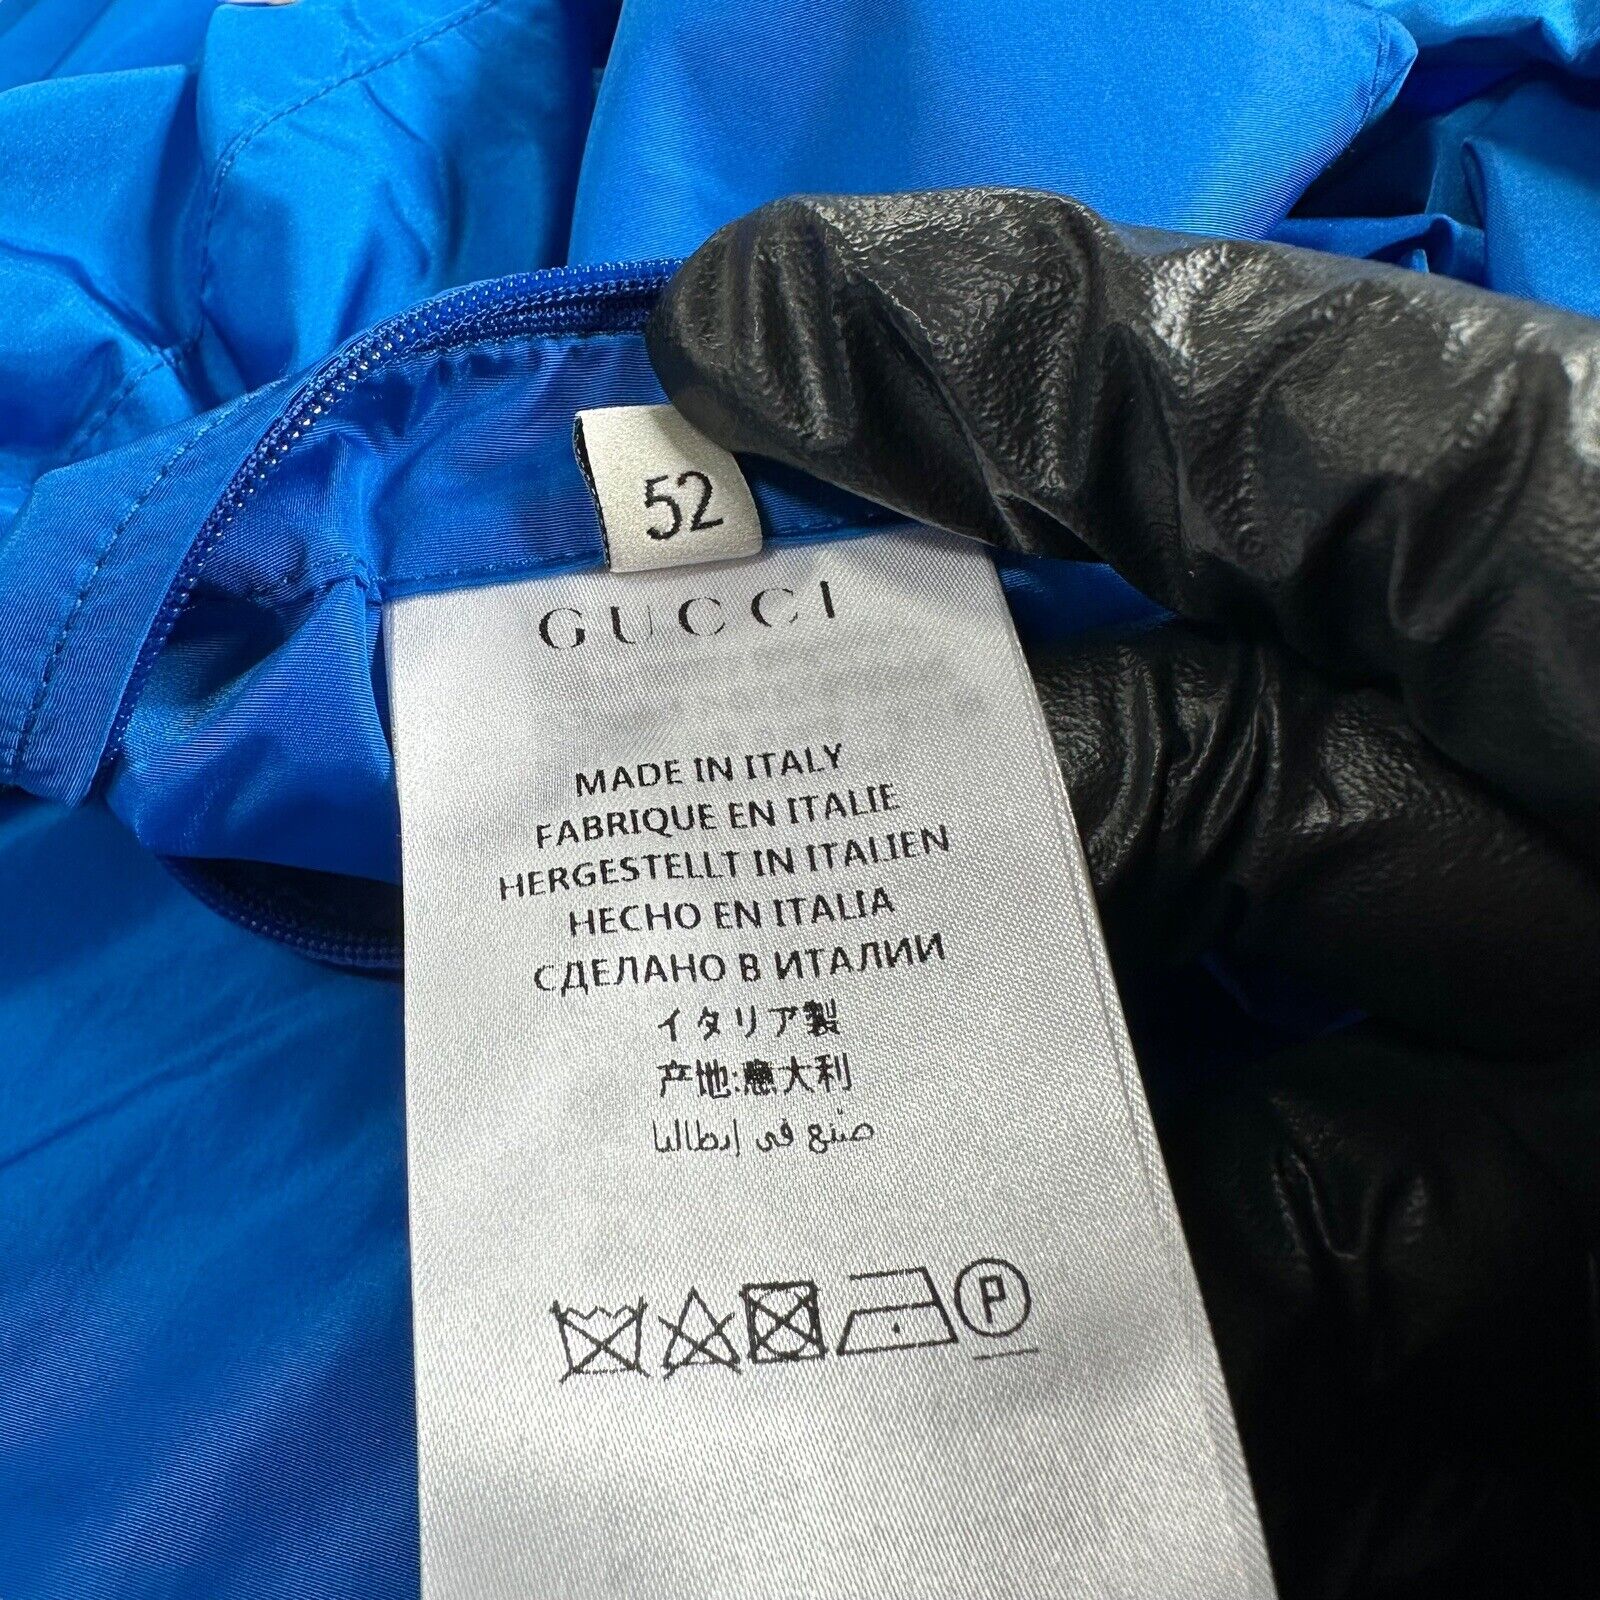 52
GUCCI
MADE IN ITALY
FABRIQUE EN ITALIE
HERGESTELLT IN ITALIEN
HECHO EN ITALIA
СДЕЛАНО В ИТАЛИИ
イタリア製
产地:意大利
صنع في إيطاليا
P